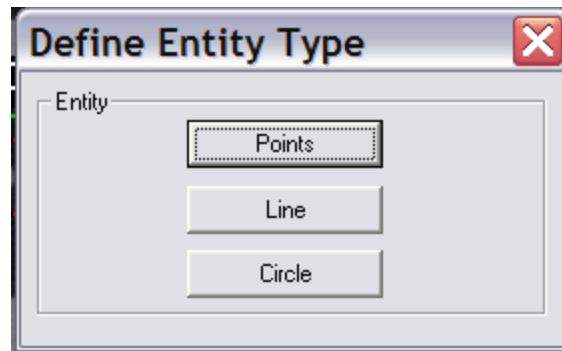 Define Entity Type
Entity
Points
Line
Circle